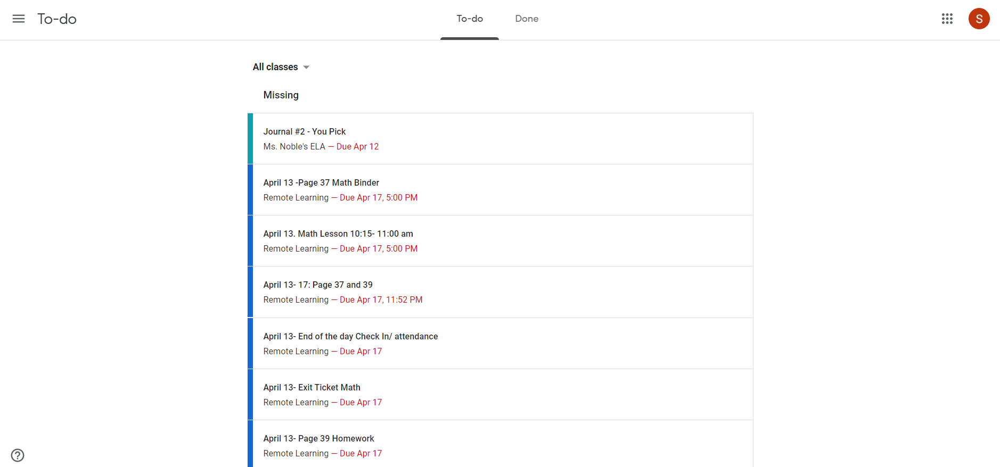 To-do
To-do
Done
S
All classes
Missing
Journal #2 - You Pick
Ms. Noble's ELA — Due Apr 12
April 13 -Page 37 Math Binder
Remote Learning — Due Apr 17, 5:00 PM
April 13. Math Lesson 10:15- 11:00 am
Remote Learning — Due Apr 17, 5:00 PM
April 13- 17: Page 37 and 39
Remote Learning — Due Apr 17, 11:52 PM
April 13- End of the day Check In/ attendance
Remote Learning — Due Apr 17
April 13- Exit Ticket Math
Remote Learning — Due Apr 17
April 13- Page 39 Homework
Remote Learning — Due Apr 17